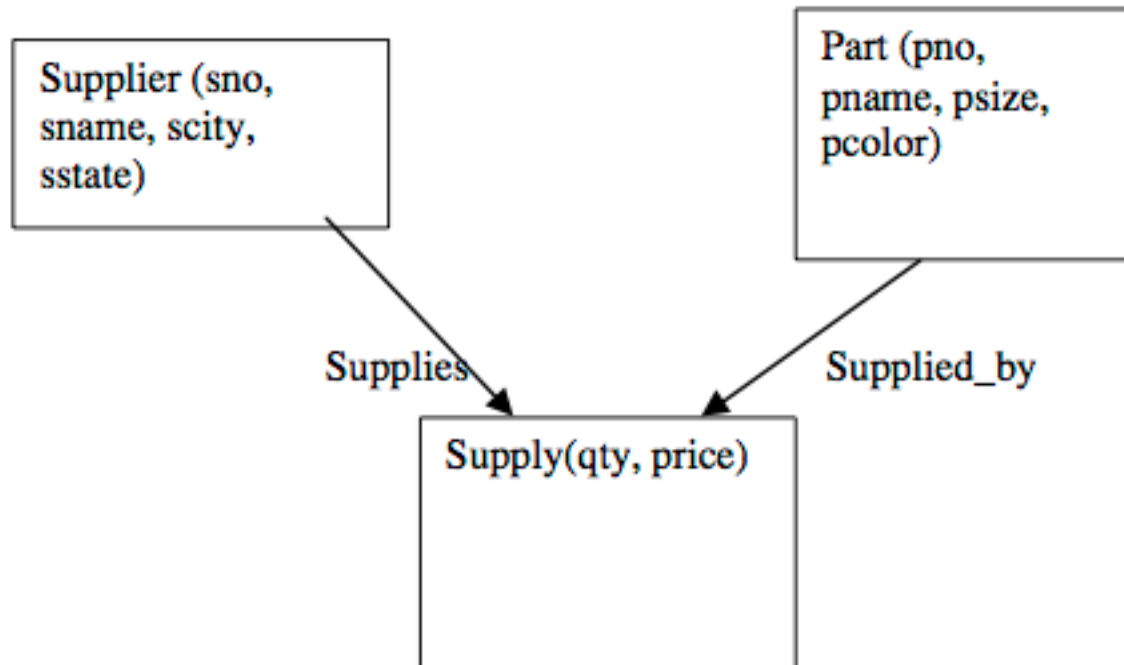 Supplier (sno,
sname, scity,
sstate)
Part (pno,
pname, psize,
pcolor)
Supplies
Supplied_by
Supply(qty, price)